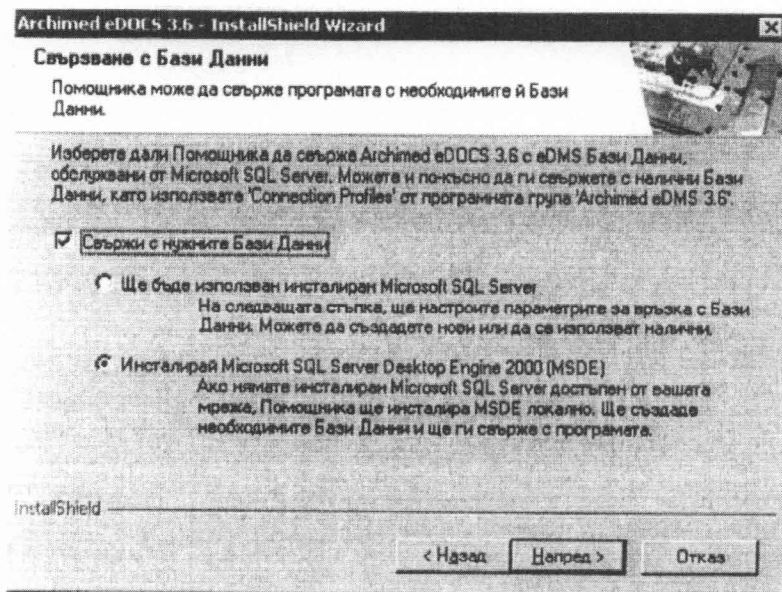 Archimed eDOCS 3.6 - InstallShield Wizard
Свързване с Бази Данни
Помощника може да свърже програмата с необходимите й Бази
Данни.
Изберете дали Помощника да свърже Archimed eDOCS 3.6 с eDMS Бази Данни,
обслужвани от Microsoft SQL Server. Можете и по-късно да ги свържете с налични Бази
Данни, като използвате 'Connection Profiles' от програмната група 'Archimed eDMS 3.6'.
Свържи с нужните Бази Данни
Ще бъде използван инсталиран Microsoft SQL Server
На следващата стъпка, ще настроите параметрите за връзка с Бази
Данни. Можете да създадете нови или да се използват налични.
Инсталирай Microsoft SQL Server Desktop Engine 2000 (MSDE)
Ако нямате инсталиран Microsoft SQL Server достъпен от вашата
мрежа, Помощника ще инсталира MSDE локално. Ще създаде
необходимите Бази Данни и ще ги свърже с програмата.
InstallShield
< Назад Напред > Отказ